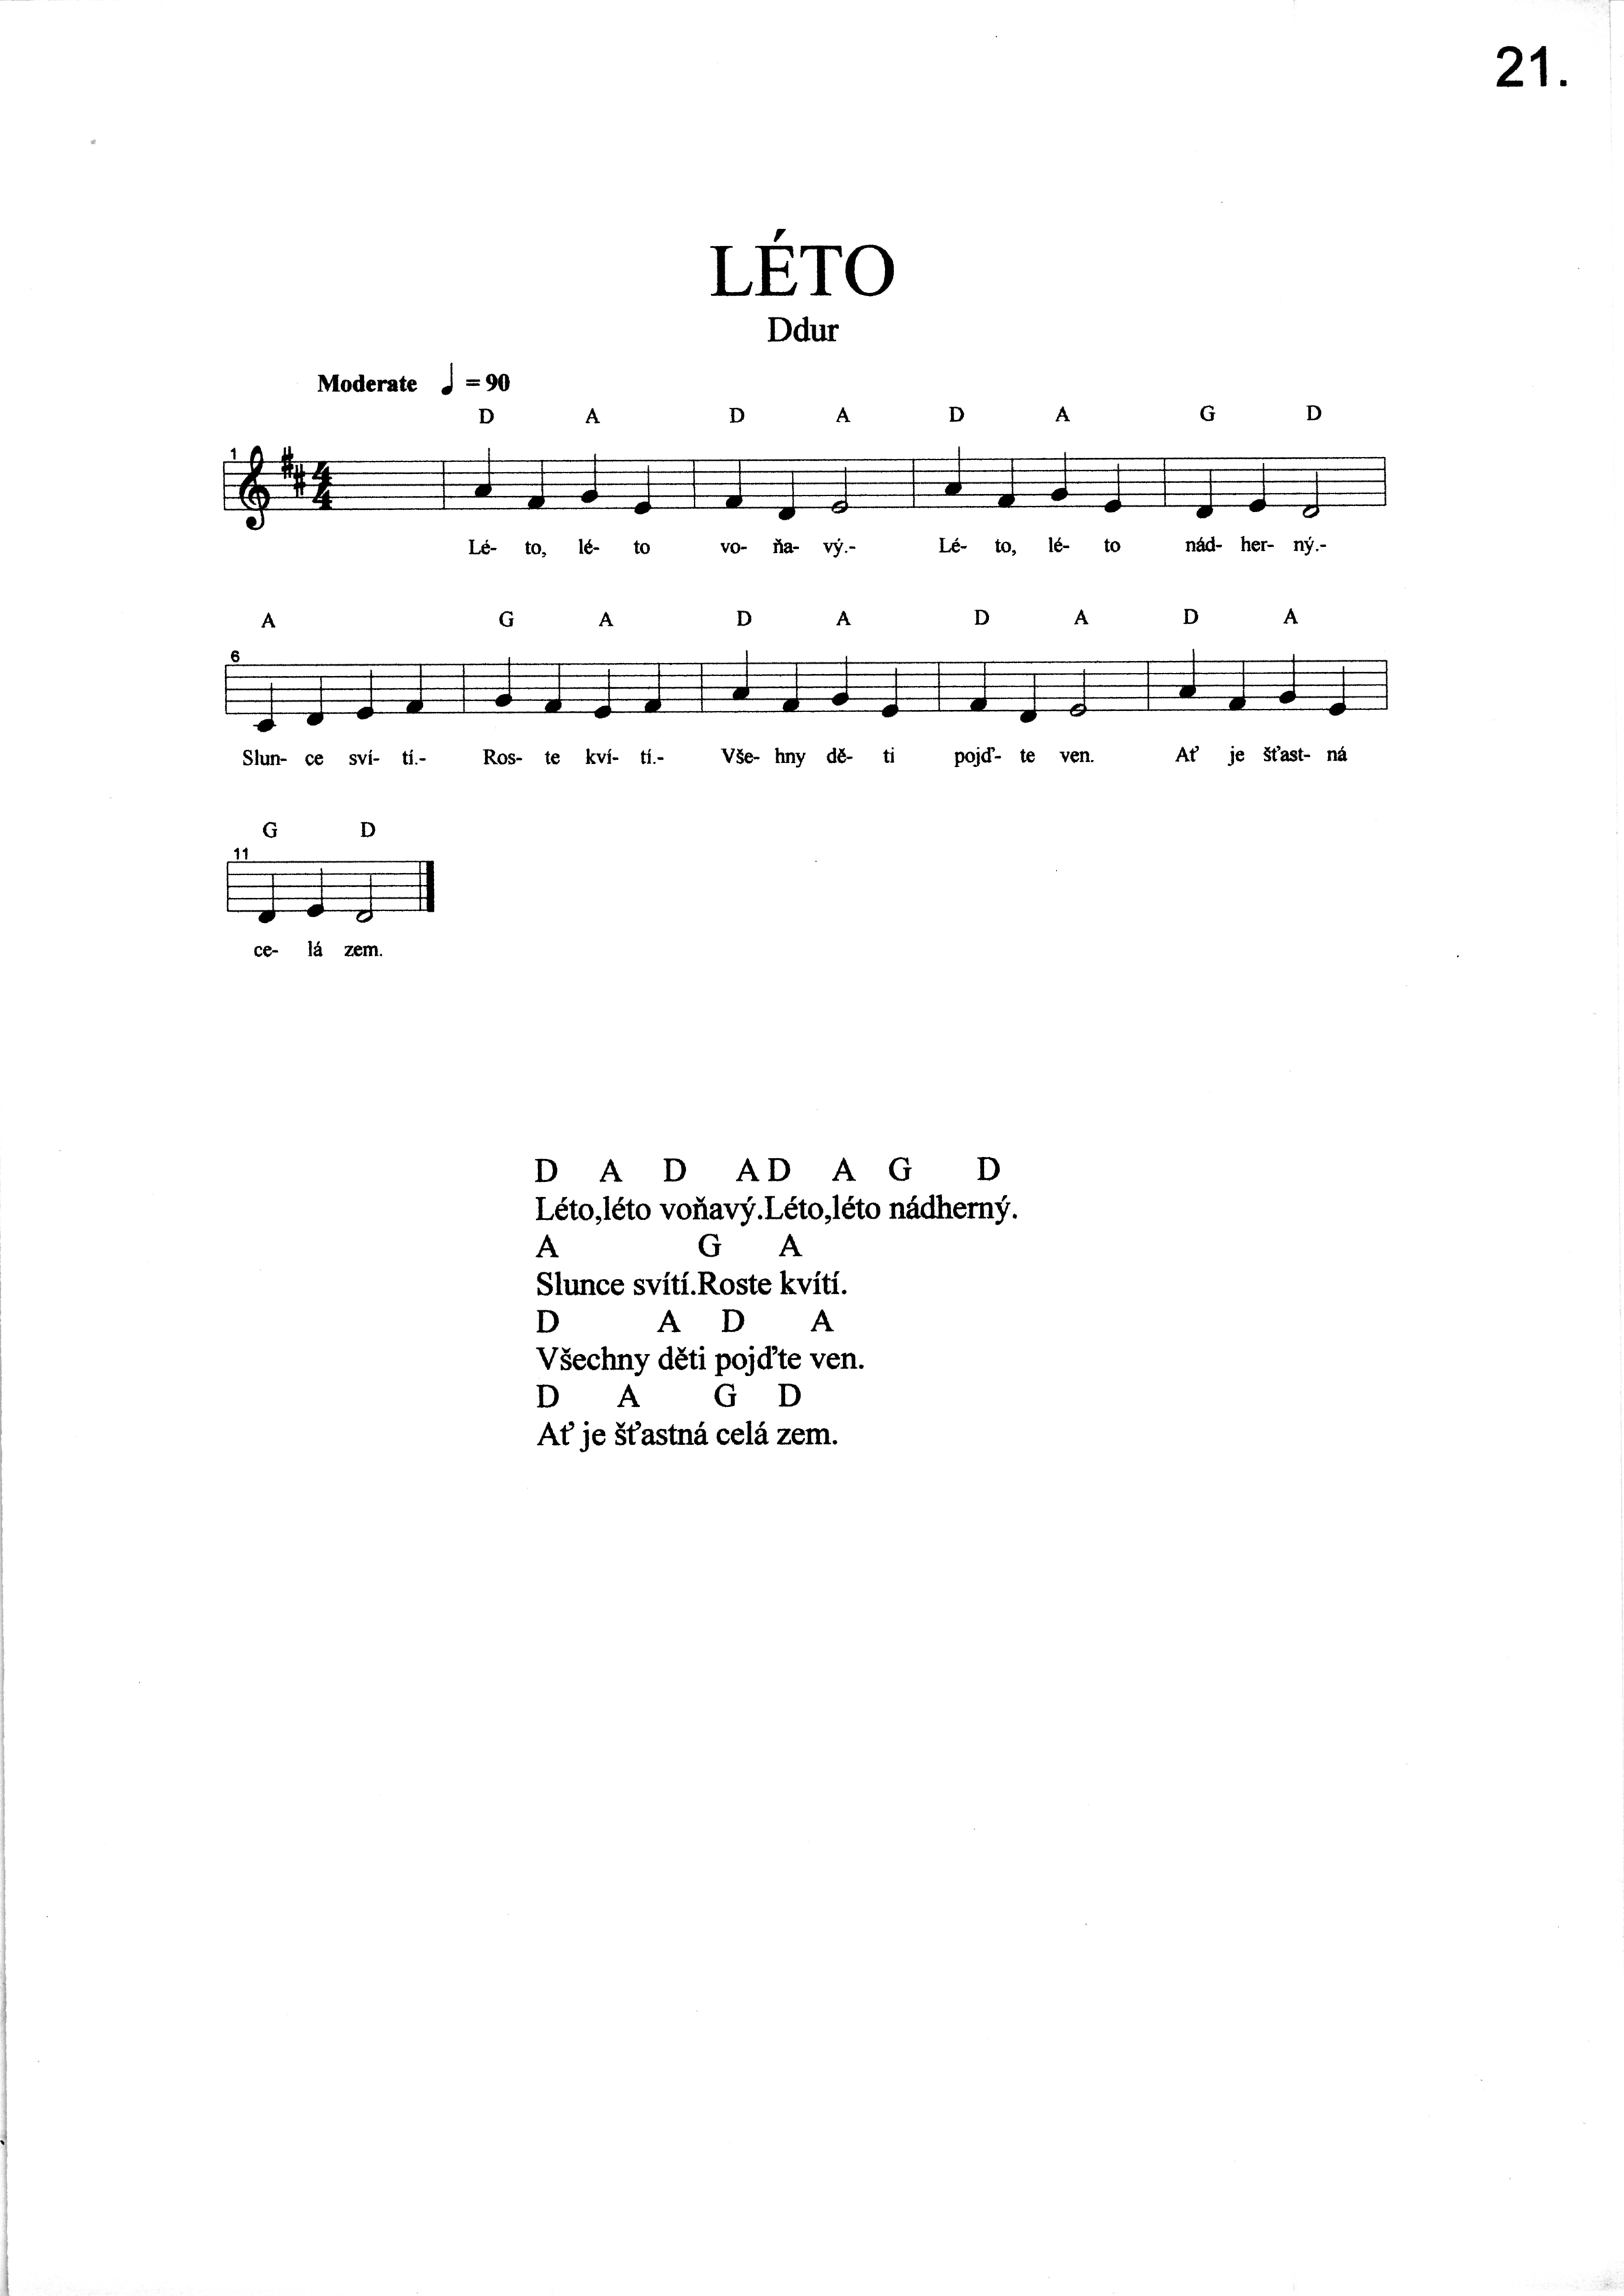 21.
LÉTO
Ddur
Moderate ♩ = 90
D A D A D A G D
1
Lé- to, lé- to vo- ňa- vý.- Lé- to, lé- to nád- her- ný.-
A G A D A D A D A
6
Slun- ce sví- tí.- Ros- te kví- tí.- Vše- hny dě- ti pojď- te ven. Ať je šťast- ná
G D
11
ce- lá zem.
D A D A D A G D
Léto,léto voňavý.Léto,léto nádherný.
A G A
Slunce svítí.Roste kvítí.
D A D A
Všechny děti pojďte ven.
D A G D
Ať je šťastná celá zem.